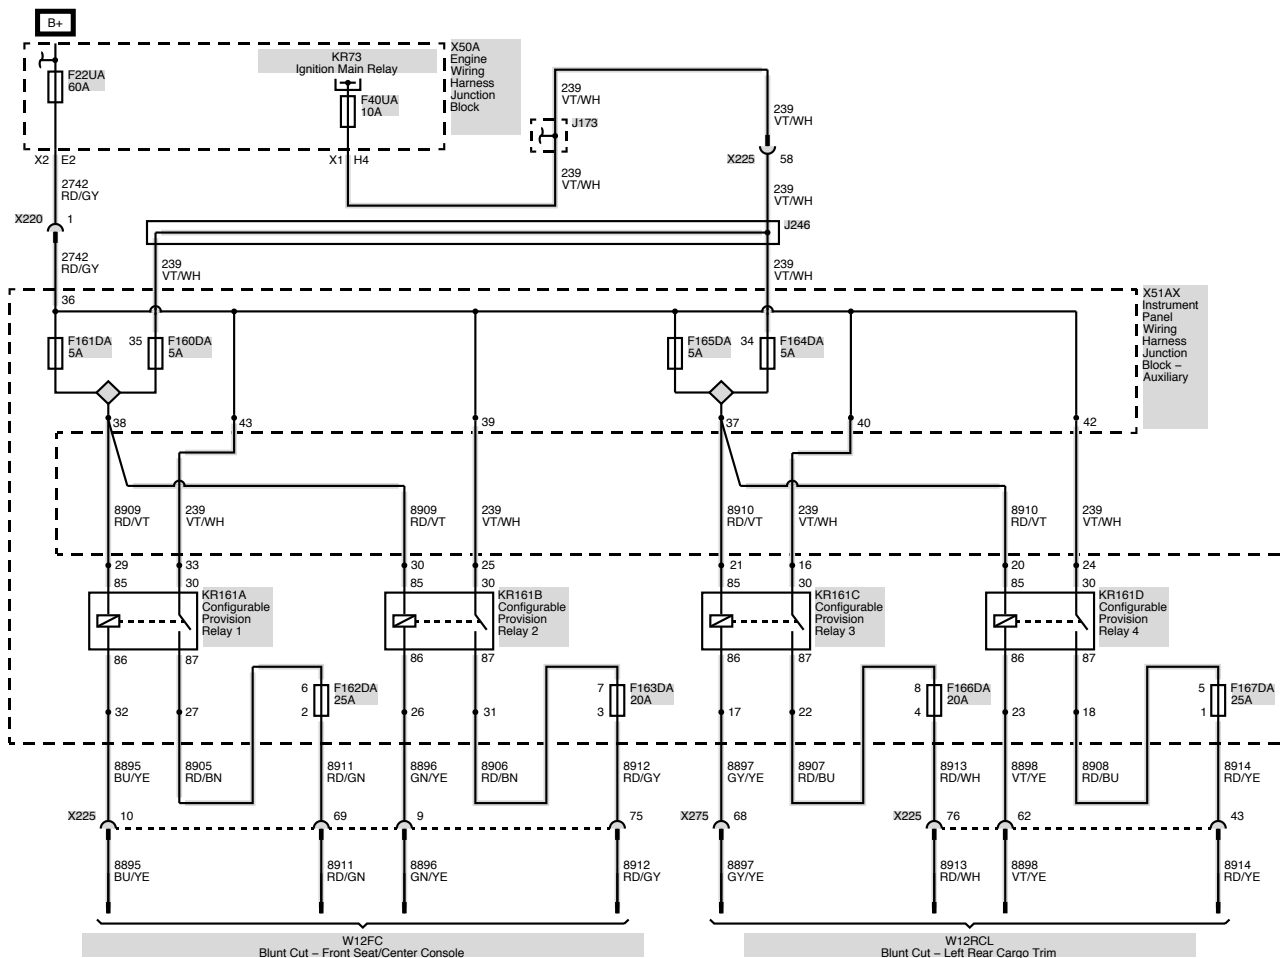 B+
X50A
Engine
Wiring
Harness
Junction
Block
KR73
Ignition Main Relay
F22UA
60A
F40UA
10A
239
VT/WH
J173
239
VT/WH
X2 E2
X1 H4
X225 58
2742
RD/GY
239
VT/WH
239
VT/WH
X220 1
J246
2742
RD/GY
239
VT/WH
239
VT/WH
36
X51AX
Instrument
Panel
Wiring
Harness
Junction
Block –
Auxiliary
F161DA
5A
35 F160DA
5A
F165DA
5A
34 F164DA
5A
38 43 39 37 40 42
8909
RD/VT
239
VT/WH
8909
RD/VT
239
VT/WH
8910
RD/VT
239
VT/WH
8910
RD/VT
239
VT/WH
29 33 30 25 21 16 20 24
85 30 85 30 85 30 85 30
KR161A
Configurable
Provision
Relay 1
KR161B
Configurable
Provision
Relay 2
KR161C
Configurable
Provision
Relay 3
KR161D
Configurable
Provision
Relay 4
86 87 86 87 86 87 86 87
6 F162DA
25A
2
7 F163DA
20A
3
8 F166DA
20A
4
5 F167DA
25A
1
32 27 26 31 17 22 23 18
8895
BU/YE
8905
RD/BN
8911
RD/GN
8896
GN/YE
8906
RD/BN
8912
RD/GY
8897
GY/YE
8907
RD/BU
8913
RD/WH
8898
VT/YE
8908
RD/BU
8914
RD/YE
X225 10 69 9 75 X275 68 X225 76 62 43
8895
BU/YE
8911
RD/GN
8896
GN/YE
8912
RD/GY
8897
GY/YE
8913
RD/WH
8898
VT/YE
8914
RD/YE
W12FC
Blunt Cut – Front Seat/Center Console
W12RCL
Blunt Cut – Left Rear Cargo Trim